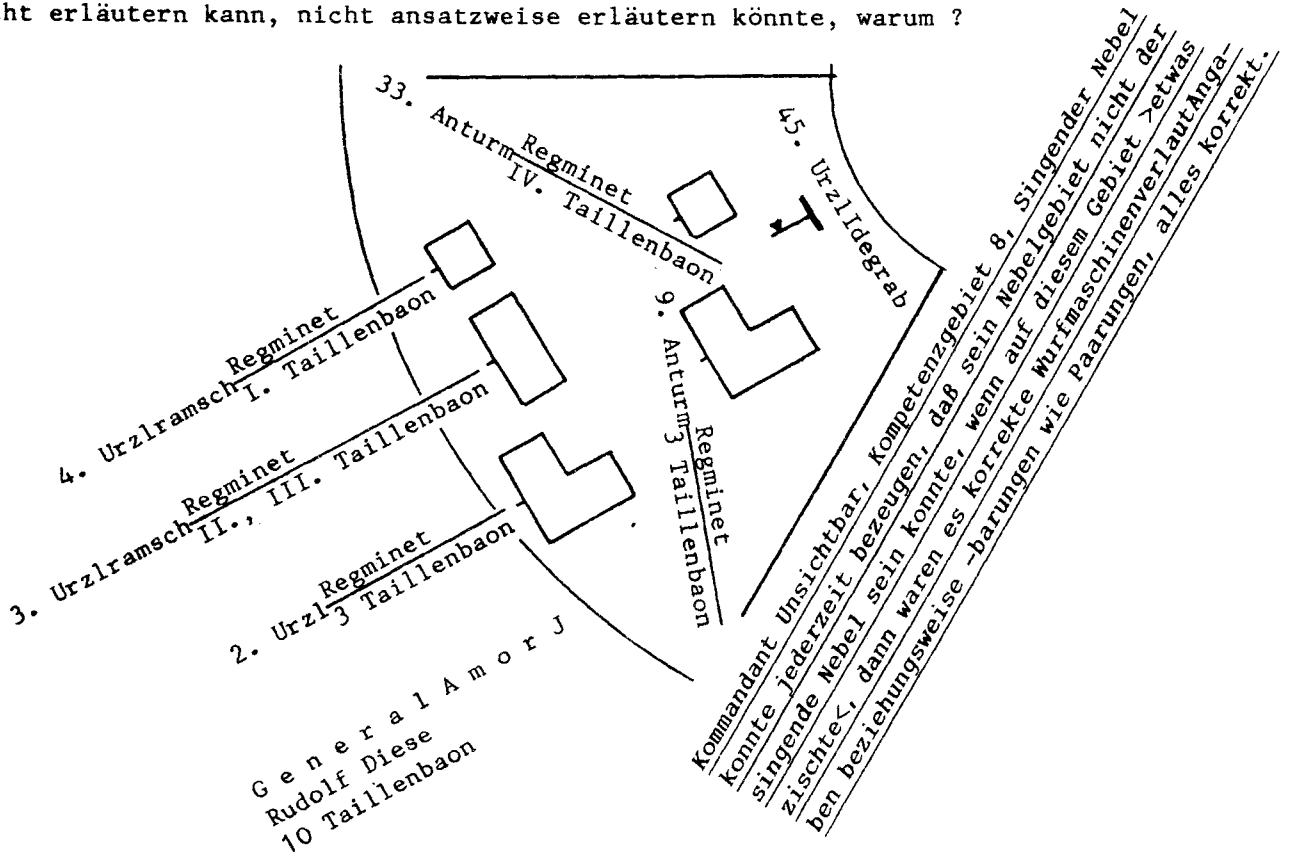 ht erläutern kann, nicht ansatzweise erläutern könnte, warum ?
33. Anturm Regminet
IV. Taillenbaon
45. UrzlIdegrab
4. Urzlramsch Regminet
I. Taillenbaon
3. Urzlramsch Regminet
II., III. Taillenbaon
2. Urzl Regminet
3 Taillenbaon
9. Anturm Regminet
3 Taillenbaon
G e n e r a l A m o r J
Rudolf Diese
10 Taillenbaon
Kommandant Unsichtbar, Kompetenzgebiet 8, Singender Nebel
konnte jederzeit bezeugen, daß sein Nebelgebiet nicht der
singende Nebel sein konnte, wenn auf diesem Gebiet >etwas
zischte<, dann waren es korrekte WurfmaschinenverlautAnga-
ben beziehungsweise -barungen wie Paarungen, alles korrekt.